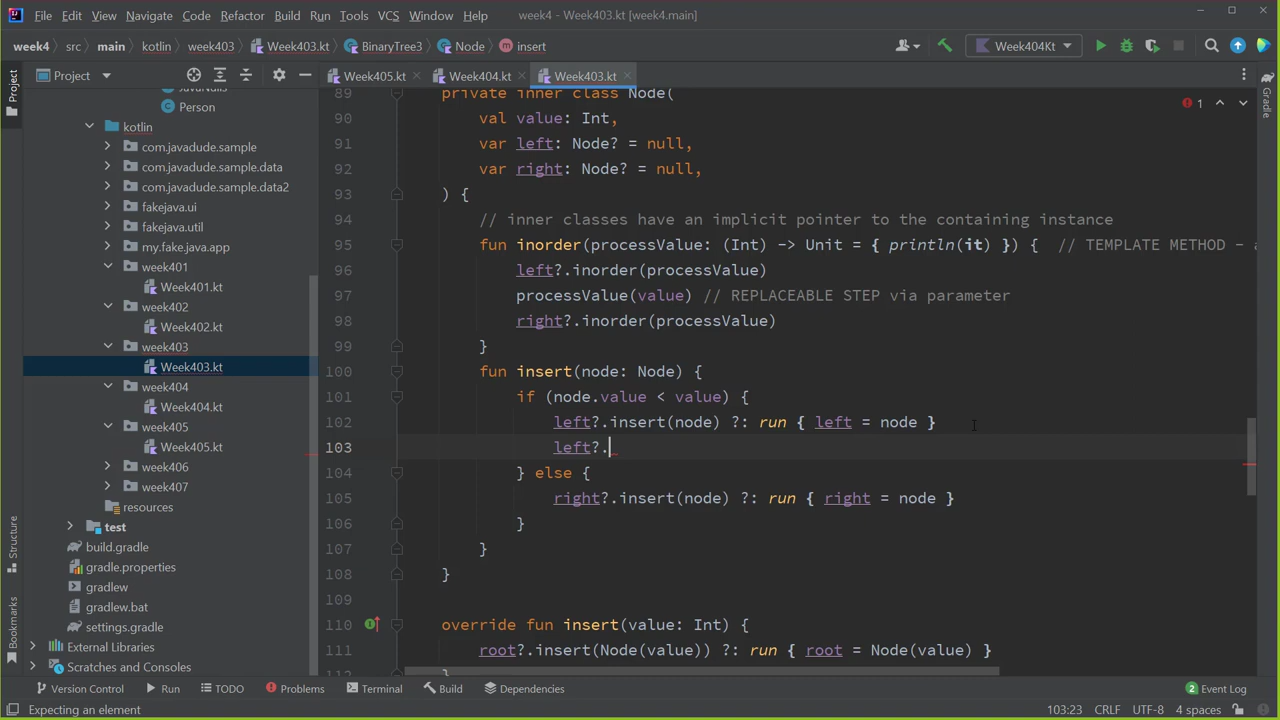 File Edit View Navigate Code Refactor Build Run Tools VCS Window Help week4 - Week403.kt [week4.main]
week4 src main kotlin week403 Week403.kt BinaryTree3 Node insert Week404Kt
Project Week405.kt Week404.kt Week403.kt
Project
Gradle
Structure
Bookmarks
Person
kotlin
com.javadude.sample
com.javadude.sample.data
com.javadude.sample.data2
fakejava.ui
fakejava.util
my.fake.java.app
week401
Week401.kt
week402
Week402.kt
week403
Week403.kt
week404
Week404.kt
week405
Week405.kt
week406
week407
resources
test
build.gradle
gradle.properties
gradlew
gradlew.bat
settings.gradle
External Libraries
Scratches and Consoles
1
89 private inner class Node(
90 val value: Int,
91 var left: Node? = null,
92 var right: Node? = null,
93 ) {
94 // inner classes have an implicit pointer to the containing instance
95 fun inorder(processValue: (Int) -> Unit = { println(it) }) { // TEMPLATE METHOD - a
96 left?.inorder(processValue)
97 processValue(value) // REPLACEABLE STEP via parameter
98 right?.inorder(processValue)
99 }
100 fun insert(node: Node) {
101 if (node.value < value) {
102 left?.insert(node) ?: run { left = node }
103 left?.
104 } else {
105 right?.insert(node) ?: run { right = node }
106 }
107 }
108 }
109
110 override fun insert(value: Int) {
111 root?.insert(Node(value)) ?: run { root = Node(value) }
112 }
Version Control Run TODO Problems Terminal Build Dependencies 2 Event Log
Expecting an element 103:23 CRLF UTF-8 4 spaces